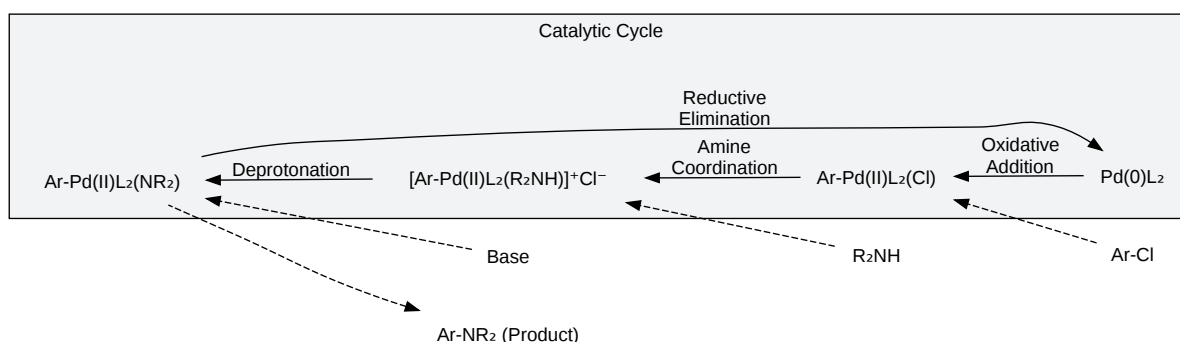 Catalytic Cycle
Reductive
Elimination
Amine
Coordination
Oxidative
Addition
Deprotonation
Ar-Pd(II)L₂(NR₂)
[Ar-Pd(II)L₂(R₂NH)]⁺Cl⁻
Ar-Pd(II)L₂(Cl)
Pd(0)L₂
Base
R₂NH
Ar-Cl
Ar-NR₂ (Product)